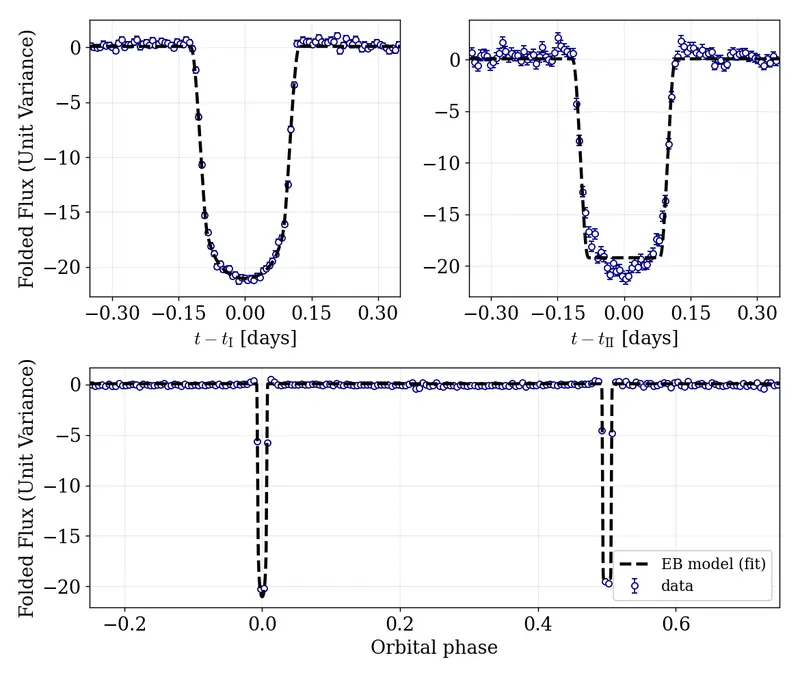 Folded Flux (Unit Variance)
0
−5
−10
−15
−20
−0.30 −0.15 0.00 0.15 0.30
t − tI [days]
0
−5
−10
−15
−20
−0.30 −0.15 0.00 0.15 0.30
t − tII [days]
Folded Flux (Unit Variance)
0
−5
−10
−15
−20
EB model (fit)
data
−0.2 0.0 0.2 0.4 0.6
Orbital phase